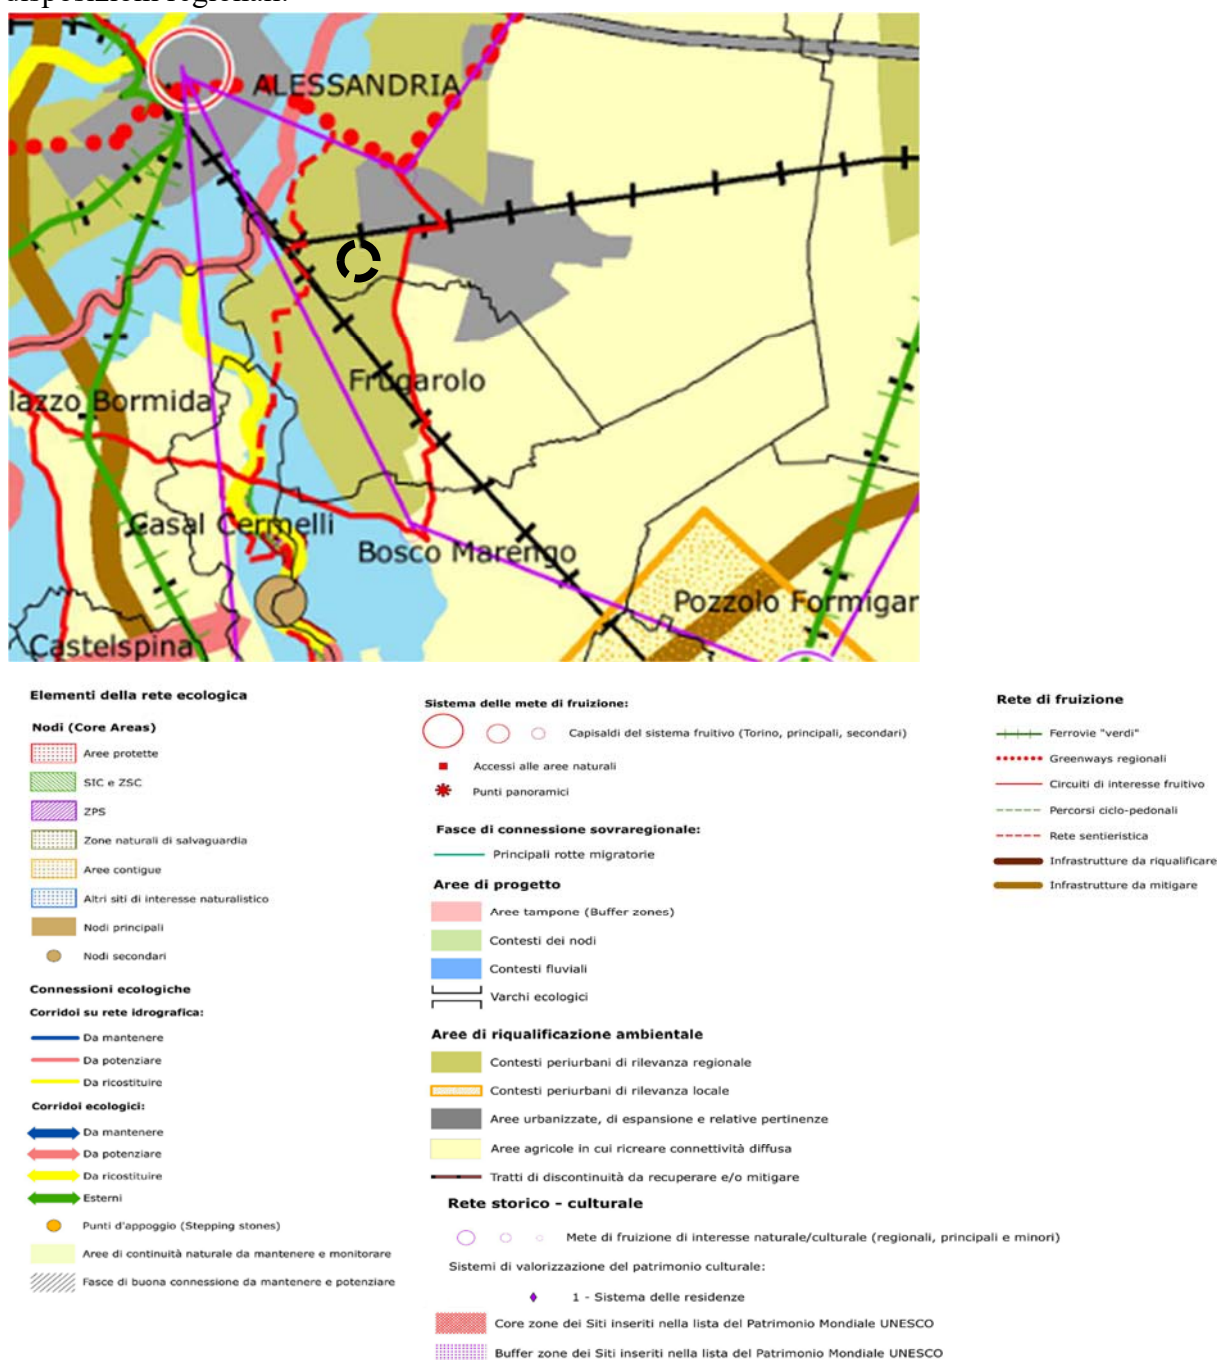 disposizioni regionali.
ALESSANDRIA
Frugarolo
lazzo Bormida
Casal Cermelli
Bosco Marengo
Pozzolo Formigar
Castelspina
Elementi della rete ecologica
Nodi (Core Areas)
Aree protette
SIC e ZSC
ZPS
Zone naturali di salvaguardia
Aree contigue
Altri siti di interesse naturalistico
Nodi principali
Nodi secondari
Connessioni ecologiche
Corridoi su rete idrografica:
Da mantenere
Da potenziare
Da ricostituire
Corridoi ecologici:
Da mantenere
Da potenziare
Da ricostituire
Esterni
Punti d'appoggio (Stepping stones)
Aree di continuità naturale da mantenere e monitorare
Fasce di buona connessione da mantenere e potenziare
Sistema delle mete di fruizione:
Capisaldi del sistema fruitivo (Torino, principali, secondari)
Accessi alle aree naturali
Punti panoramici
Fasce di connessione sovraregionale:
Principali rotte migratorie
Aree di progetto
Aree tampone (Buffer zones)
Contesti dei nodi
Contesti fluviali
Varchi ecologici
Aree di riqualificazione ambientale
Contesti periurbani di rilevanza regionale
Contesti periurbani di rilevanza locale
Aree urbanizzate, di espansione e relative pertinenze
Aree agricole in cui ricreare connettività diffusa
Tratti di discontinuità da recuperare e/o mitigare
Rete storico - culturale
Mete di fruizione di interesse naturale/culturale (regionali, principali e minori)
Sistemi di valorizzazione del patrimonio culturale:
1 - Sistema delle residenze
Core zone dei Siti inseriti nella lista del Patrimonio Mondiale UNESCO
Buffer zone dei Siti inseriti nella lista del Patrimonio Mondiale UNESCO
Rete di fruizione
Ferrovie "verdi"
Greenways regionali
Circuiti di interesse fruitivo
Percorsi ciclo-pedonali
Rete sentieristica
Infrastrutture da riqualificare
Infrastrutture da mitigare